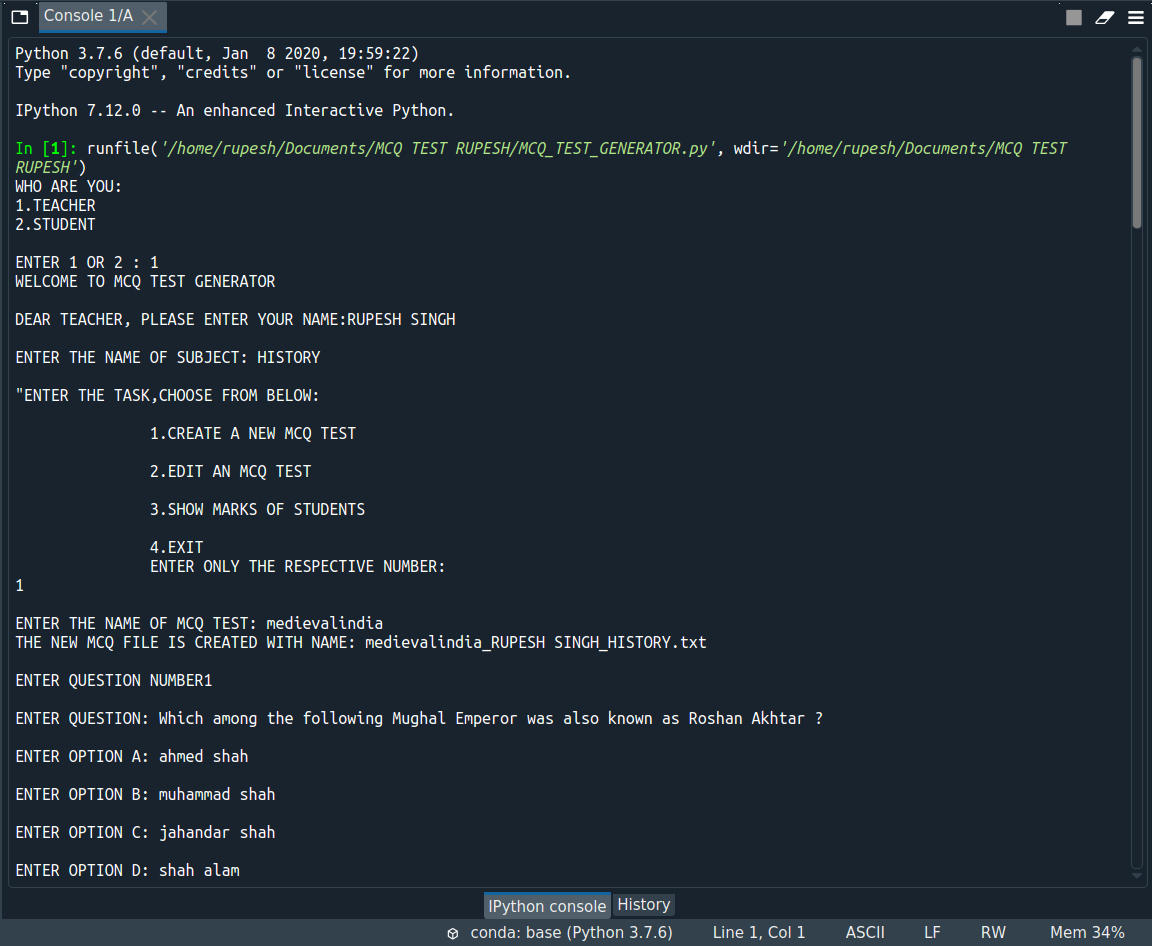 Console 1/A
Python 3.7.6 (default, Jan  8 2020, 19:59:22)
Type "copyright", "credits" or "license" for more information.
IPython 7.12.0 -- An enhanced Interactive Python.
In [1]: runfile('/home/rupesh/Documents/MCQ TEST RUPESH/MCQ_TEST_GENERATOR.py', wdir='/home/rupesh/Documents/MCQ TEST
RUPESH')
WHO ARE YOU:
1.TEACHER
2.STUDENT
ENTER 1 OR 2 : 1
WELCOME TO MCQ TEST GENERATOR
DEAR TEACHER, PLEASE ENTER YOUR NAME:RUPESH SINGH
ENTER THE NAME OF SUBJECT: HISTORY
"ENTER THE TASK,CHOOSE FROM BELOW:
1.CREATE A NEW MCQ TEST
2.EDIT AN MCQ TEST
3.SHOW MARKS OF STUDENTS
4.EXIT
ENTER ONLY THE RESPECTIVE NUMBER:
1
ENTER THE NAME OF MCQ TEST: medievalindia
THE NEW MCQ FILE IS CREATED WITH NAME: medievalindia_RUPESH SINGH_HISTORY.txt
ENTER QUESTION NUMBER1
ENTER QUESTION: Which among the following Mughal Emperor was also known as Roshan Akhtar ?
ENTER OPTION A: ahmed shah
ENTER OPTION B: muhammad shah
ENTER OPTION C: jahandar shah
ENTER OPTION D: shah alam
IPython console History
conda: base (Python 3.7.6) Line 1, Col 1 ASCII LF RW Mem 34%